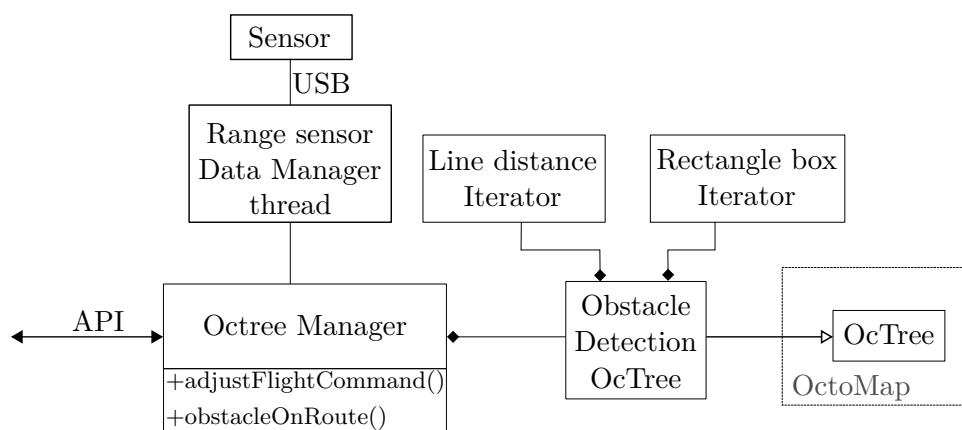 Sensor
USB
Range sensor
Data Manager
thread
Line distance
Iterator
Rectangle box
Iterator
API
Octree Manager
+adjustFlightCommand()
+obstacleOnRoute()
Obstacle
Detection
OcTree
OcTree
OctoMap